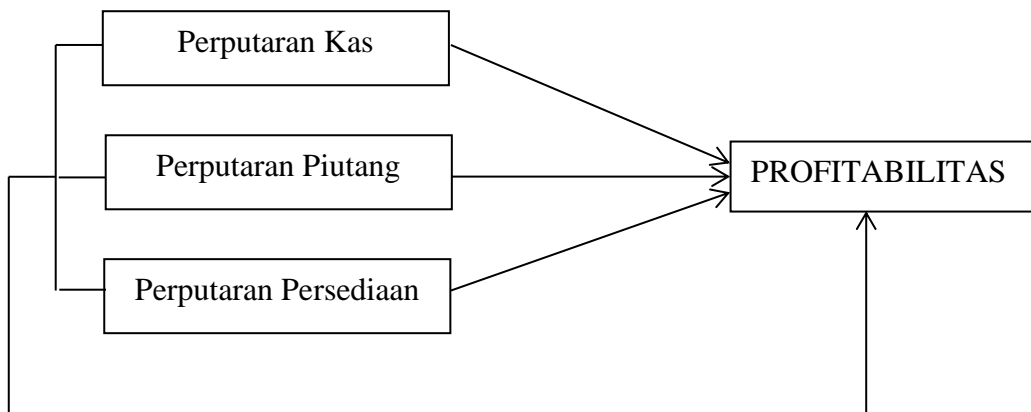 Perputaran Kas
Perputaran Piutang
PROFITABILITAS
Perputaran Persediaan